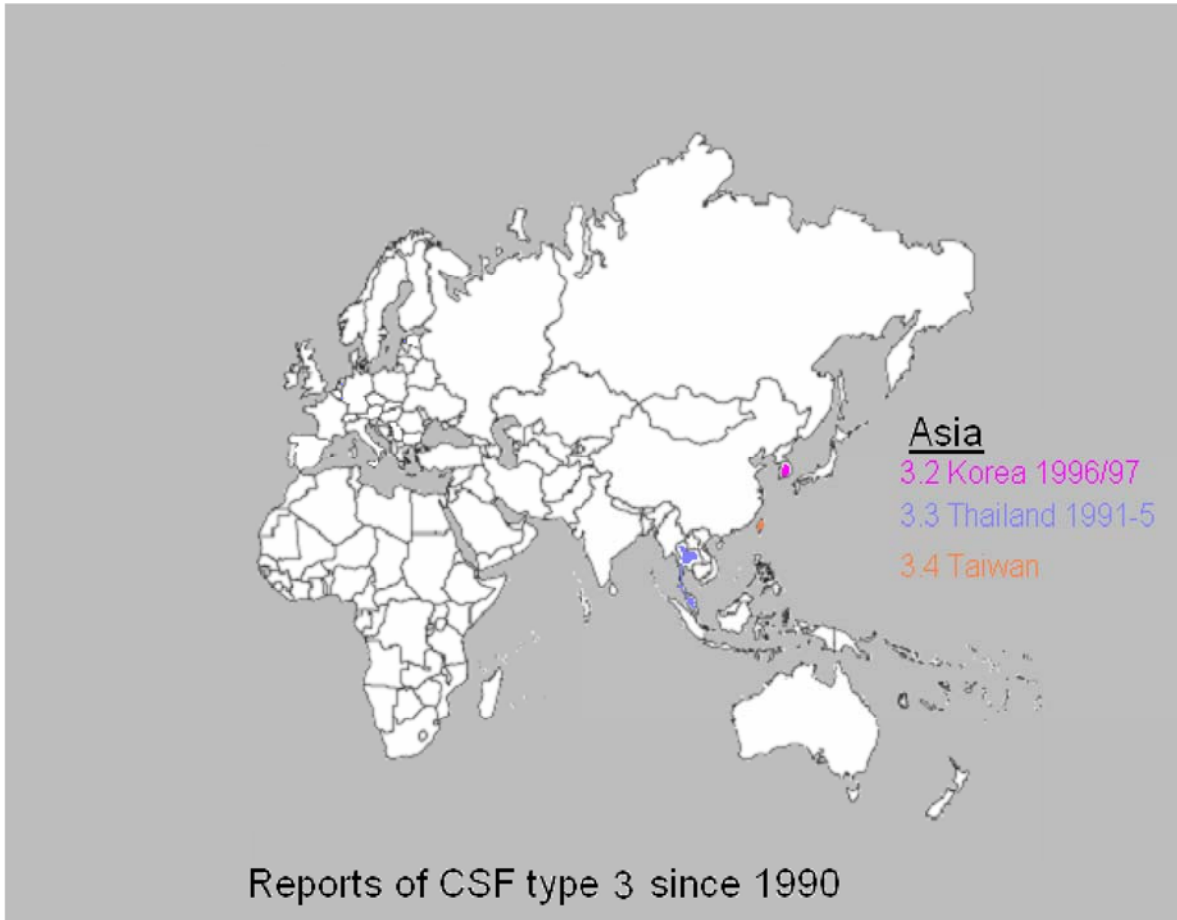 Asia
3.2 Korea 1996/97
3.3 Thailand 1991-5
3.4 Taiwan
Reports of CSF type 3 since 1990